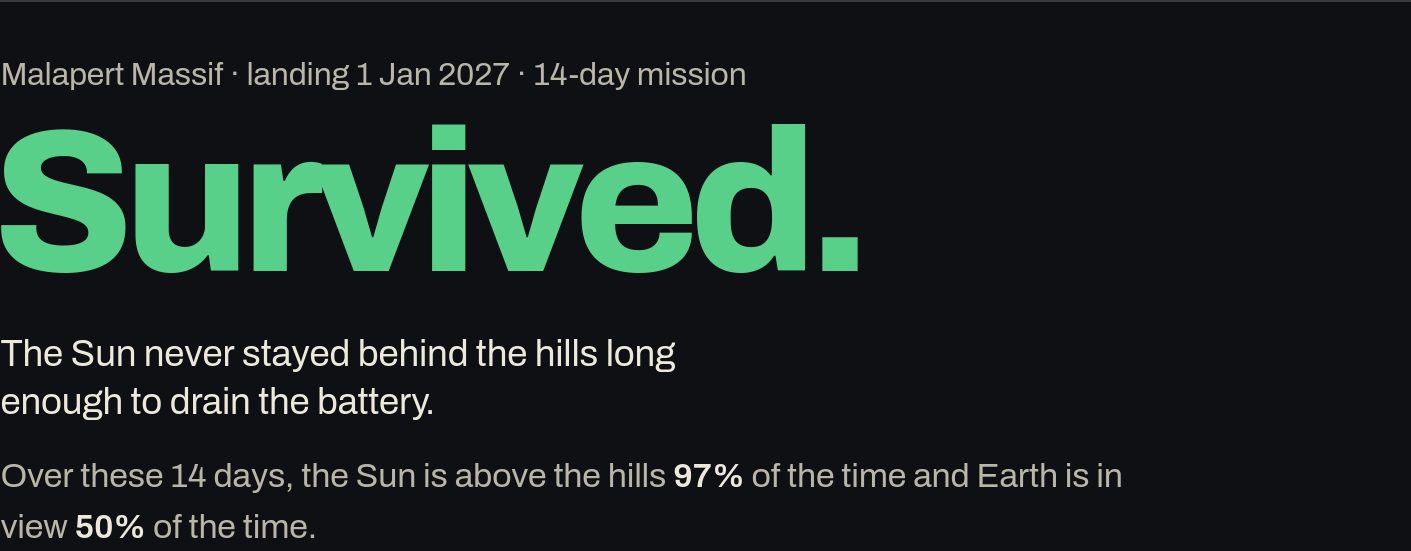 Malapert Massif · landing 1 Jan 2027 · 14-day mission
Survived.
The Sun never stayed behind the hills long
enough to drain the battery.
Over these 14 days, the Sun is above the hills 97% of the time and Earth is in
view 50% of the time.